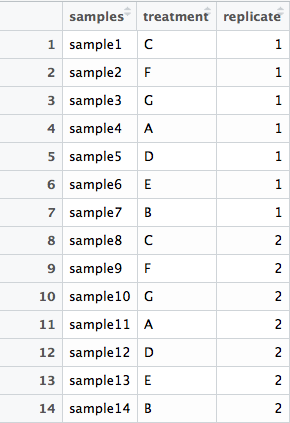 samples treatment replicate
1 sample1 C 1
2 sample2 F 1
3 sample3 G 1
4 sample4 A 1
5 sample5 D 1
6 sample6 E 1
7 sample7 B 1
8 sample8 C 2
9 sample9 F 2
10 sample10 G 2
11 sample11 A 2
12 sample12 D 2
13 sample13 E 2
14 sample14 B 2